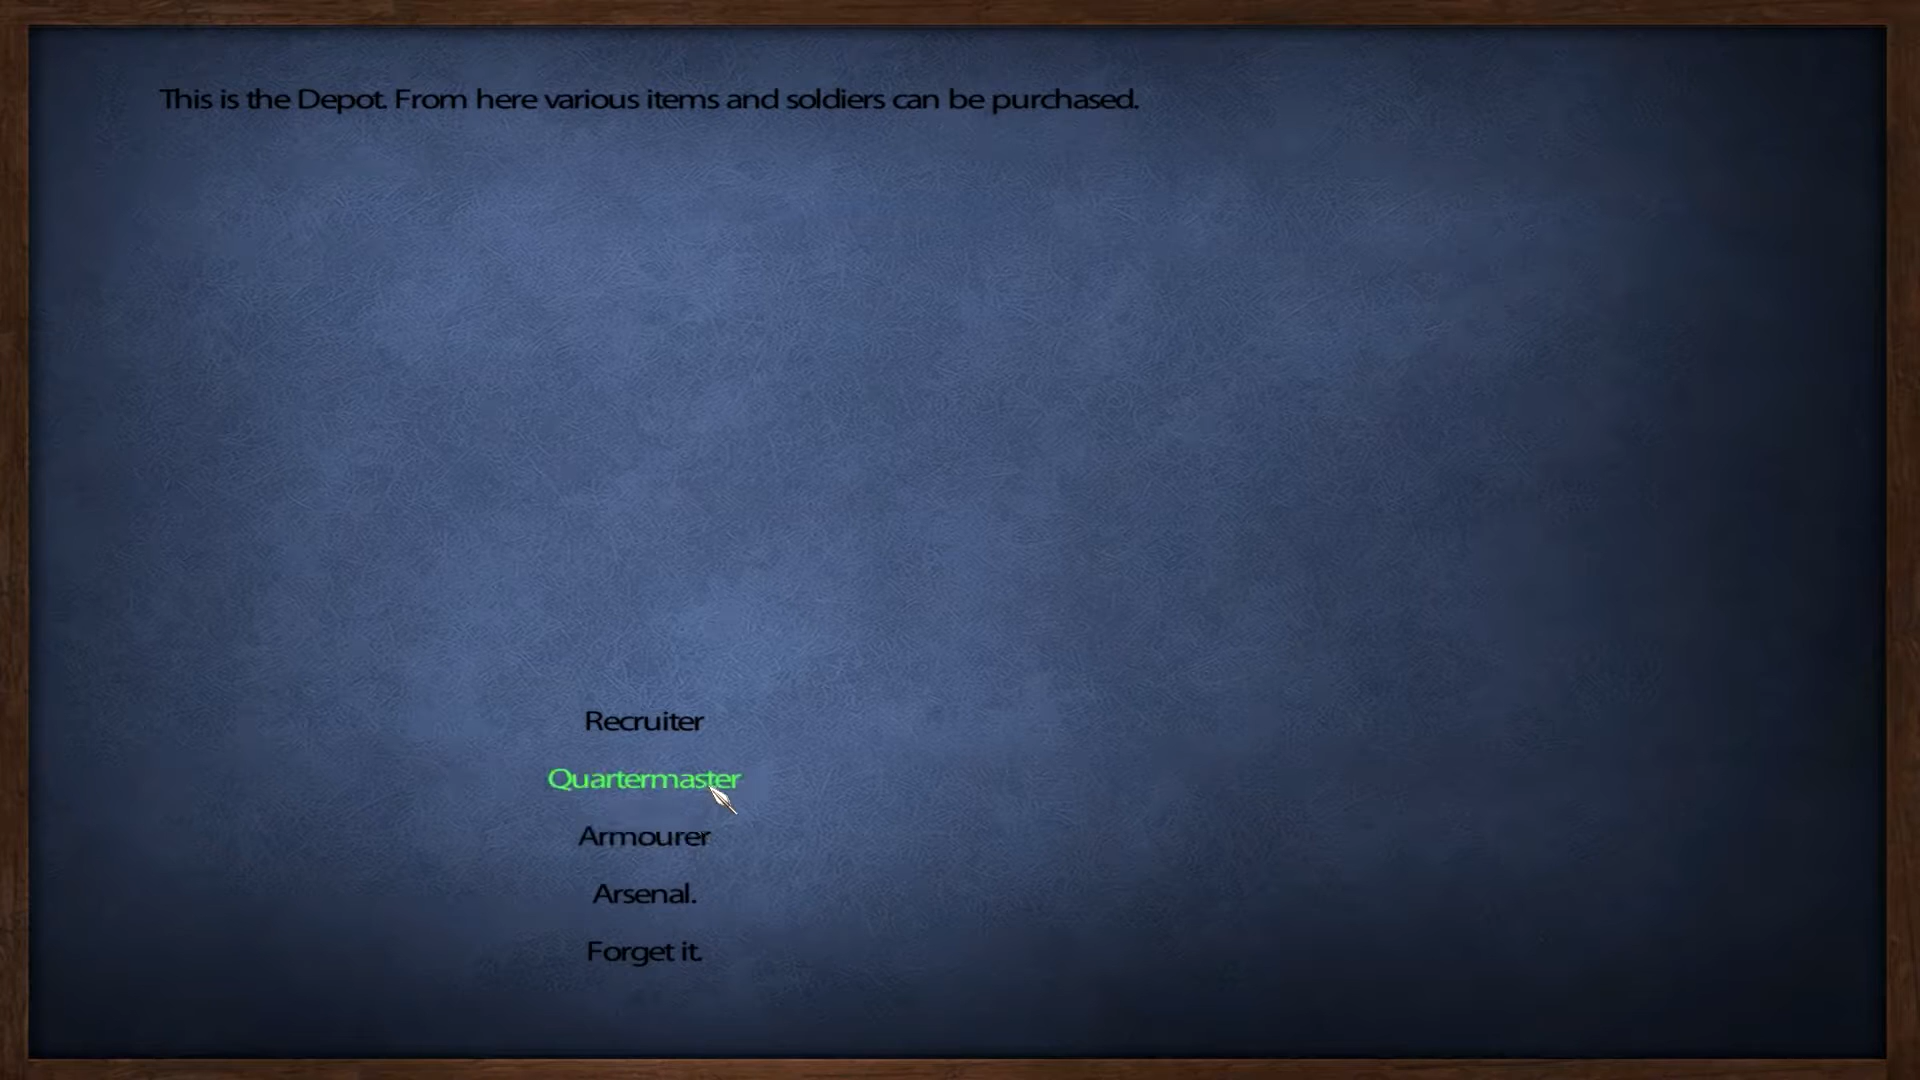 This is the Depot. From here various items and soldiers can be purchased.
Recruiter
Quartermaster
Armourer
Arsenal.
Forget it.